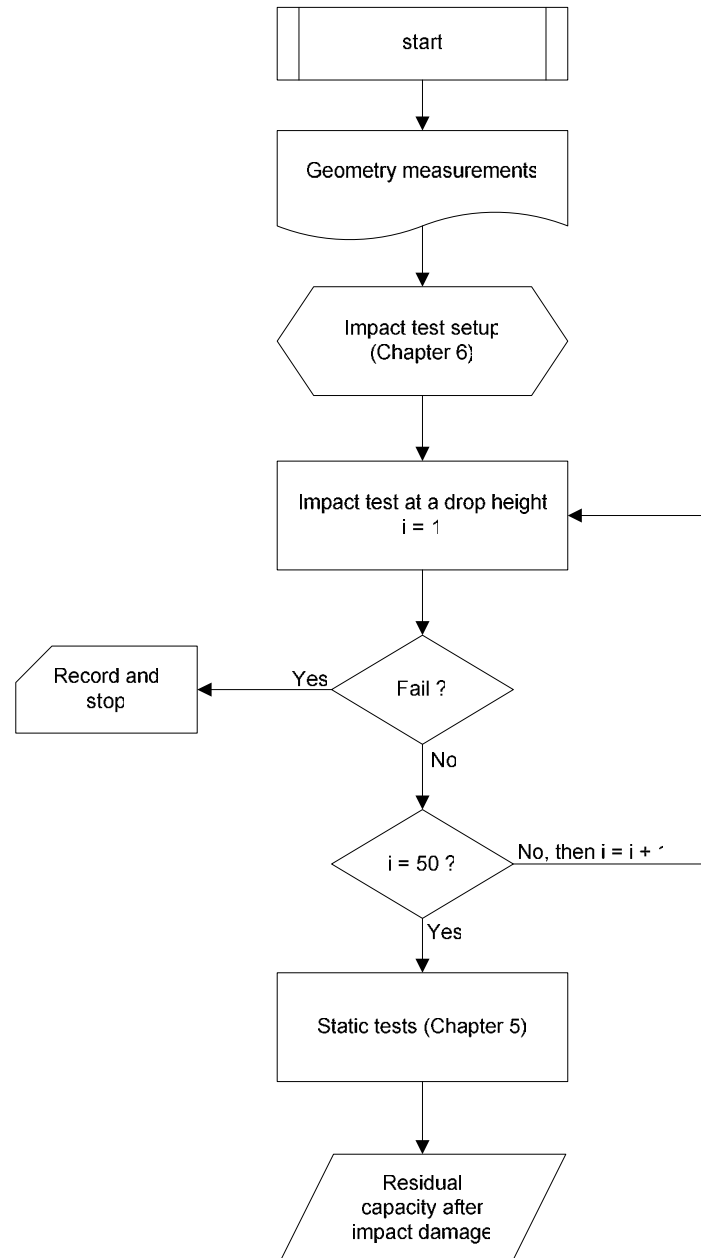 start
Geometry measurements
Impact test setup
(Chapter 6)
Impact test at a drop height
i = 1
Record and
stop
Yes
Fail ?
No
i = 50 ?
No, then i = i + 1
Yes
Static tests (Chapter 5)
Residual
capacity after
impact damage